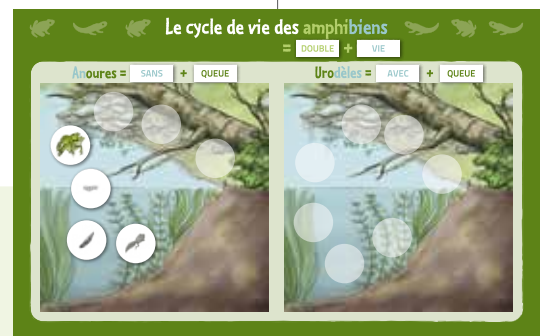 Le cycle de vie des amphibiens
= DOUBLE + VIE
Anoures = SANS + QUEUE
Urodèles = AVEC + QUEUE